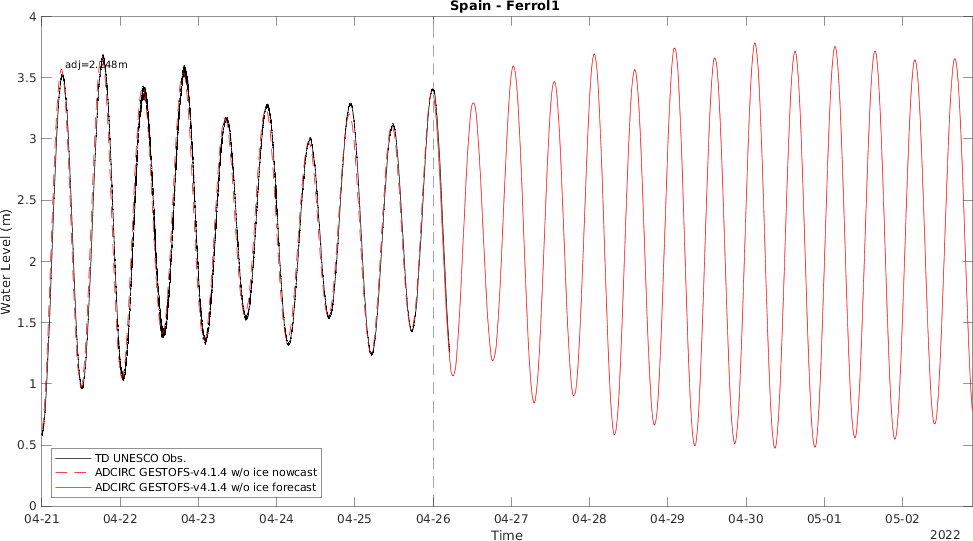 Spain - Ferrol1
4
3.5
3
2.5
2
1.5
1
0.5
0
Water Level (m)
TD UNESCO Obs.
ADCIRC GESTOFS-v4.1.4 w/o ice nowcast
ADCIRC GESTOFS-v4.1.4 w/o ice forecast
04-21 04-22 04-23 04-24 04-25 04-26 04-27 04-28 04-29 04-30 05-01 05-02
Time
2022